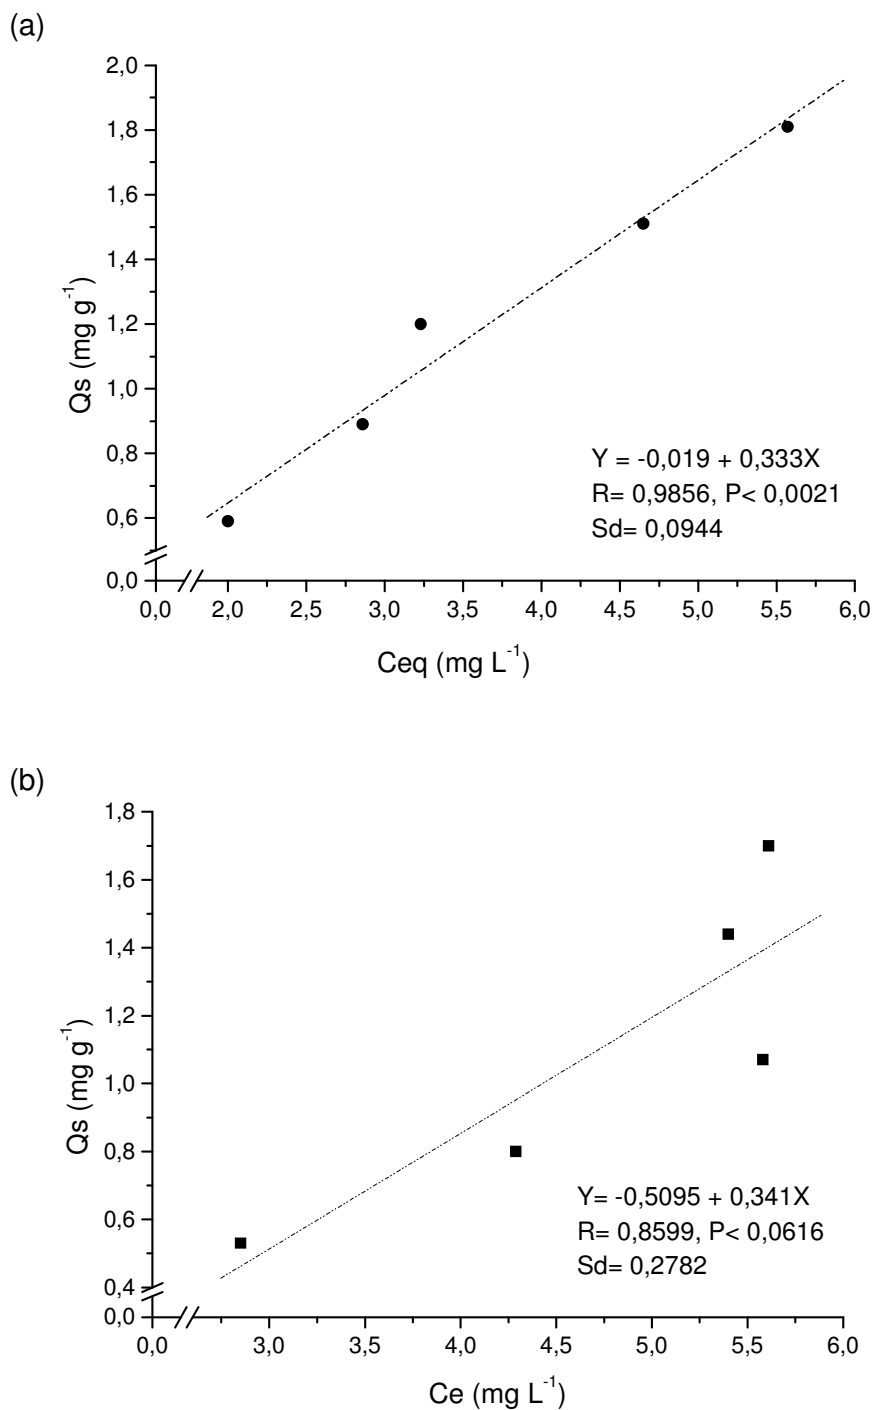 (a)
2,0
1,8
1,6
1,4
1,2
1,0
0,8
0,6
0,0
Qs (mg g⁻¹)
Y = -0,019 + 0,333X
R= 0,9856, P< 0,0021
Sd= 0,0944
0,0 2,0 2,5 3,0 3,5 4,0 4,5 5,0 5,5 6,0
Ceq (mg L⁻¹)
(b)
1,8
1,6
1,4
1,2
1,0
0,8
0,6
0,4
0,0
Qs (mg g⁻¹)
Y= -0,5095 + 0,341X
R= 0,8599, P< 0,0616
Sd= 0,2782
0,0 3,0 3,5 4,0 4,5 5,0 5,5 6,0
Ce (mg L⁻¹)